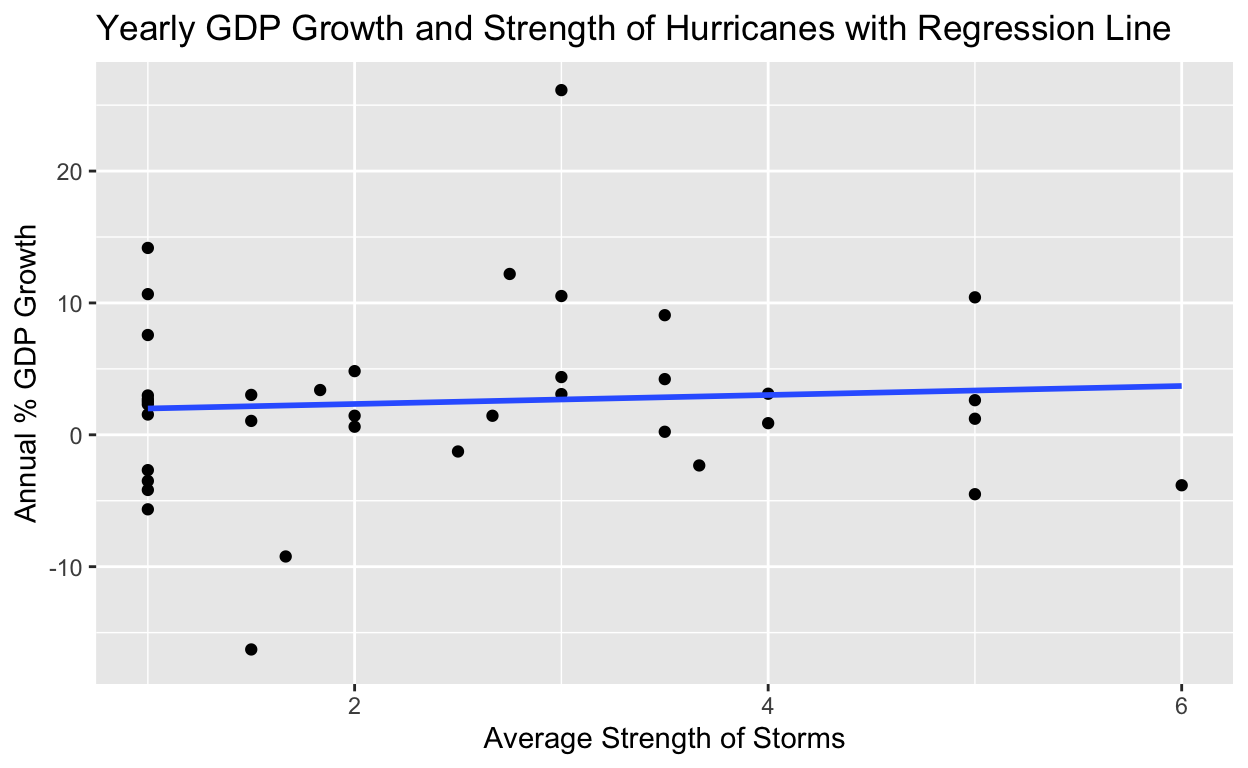 Yearly GDP Growth and Strength of Hurricanes with Regression Line
Annual % GDP Growth
20
10
0
-10
2
4
6
Average Strength of Storms